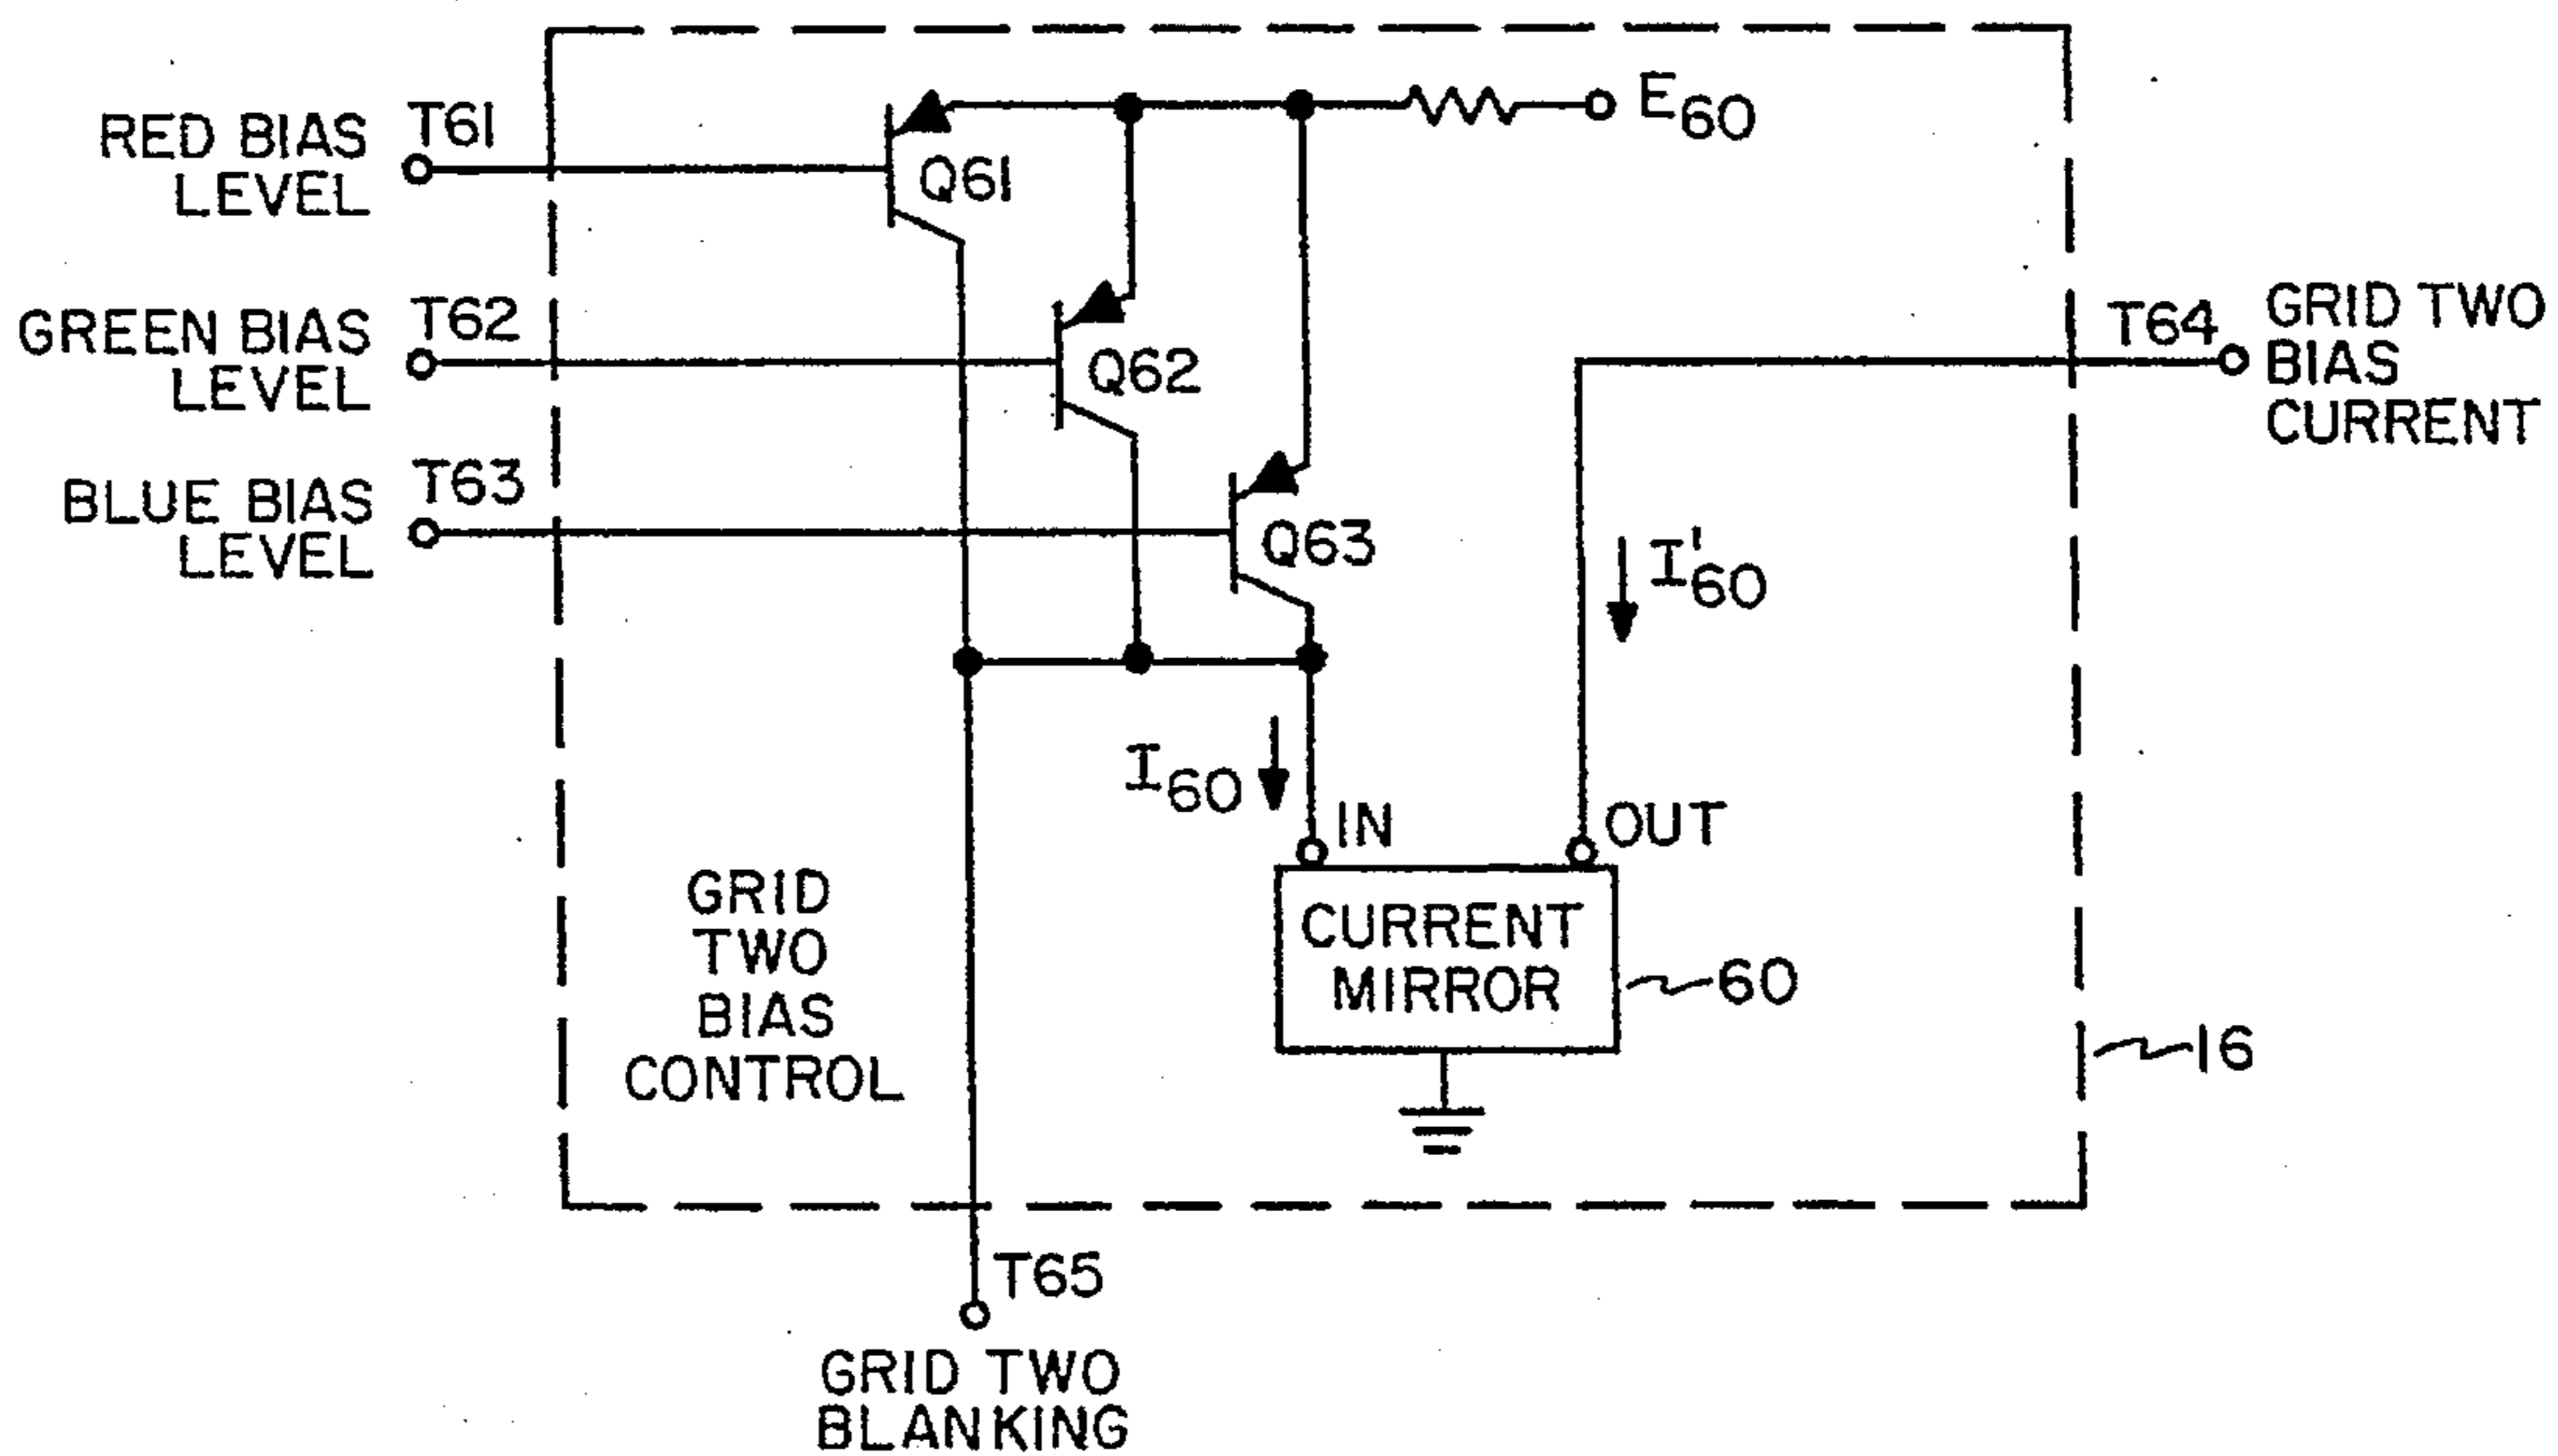 RED BIAS
LEVEL
T61
Q61
E60
GREEN BIAS
LEVEL
T62
Q62
T64
GRID TWO
BIAS
CURRENT
BLUE BIAS
LEVEL
T63
Q63
I'60
I60
IN
OUT
CURRENT
MIRROR
60
GRID
TWO
BIAS
CONTROL
16
T65
GRID TWO
BLANKING